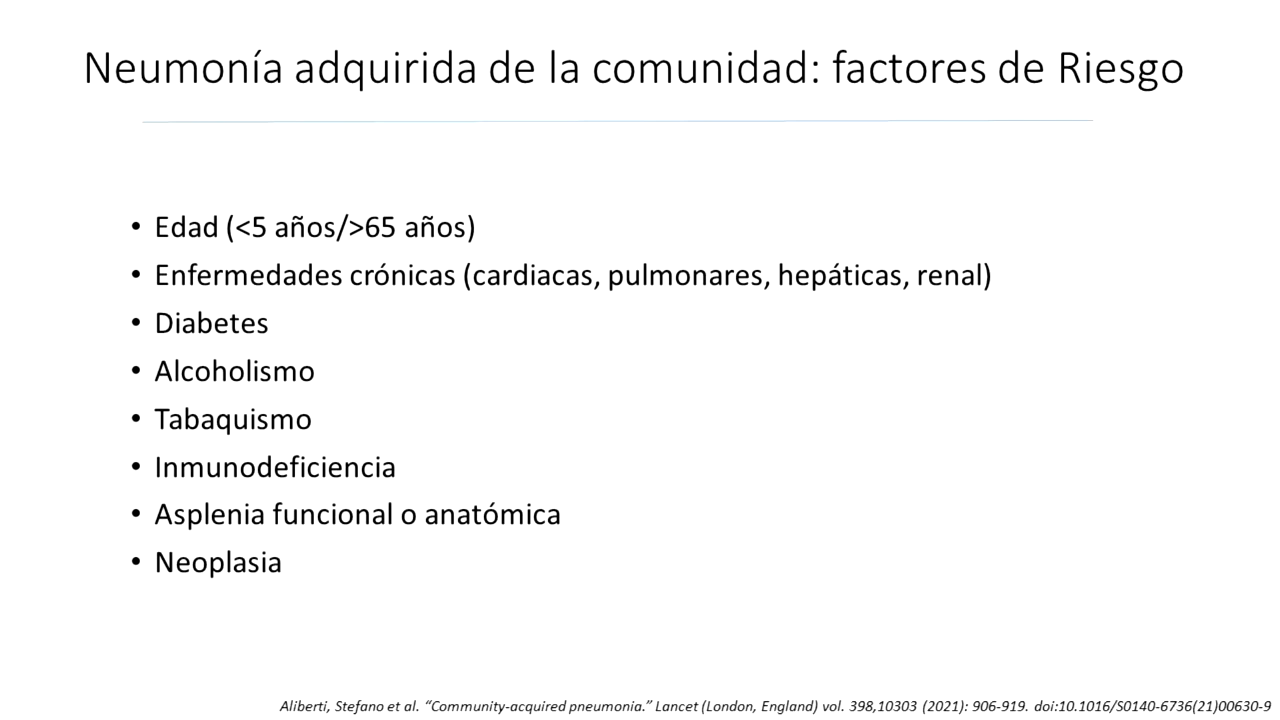 Neumonía adquirida de la comunidad: factores de Riesgo
• Edad (<5 años/>65 años)
• Enfermedades crónicas (cardiacas, pulmonares, hepáticas, renal)
• Diabetes
• Alcoholismo
• Tabaquismo
• Inmunodeficiencia
• Asplenia funcional o anatómica
• Neoplasia
Aliberti, Stefano et al. “Community-acquired pneumonia.” Lancet (London, England) vol. 398,10303 (2021): 906-919. doi:10.1016/S0140-6736(21)00630-9